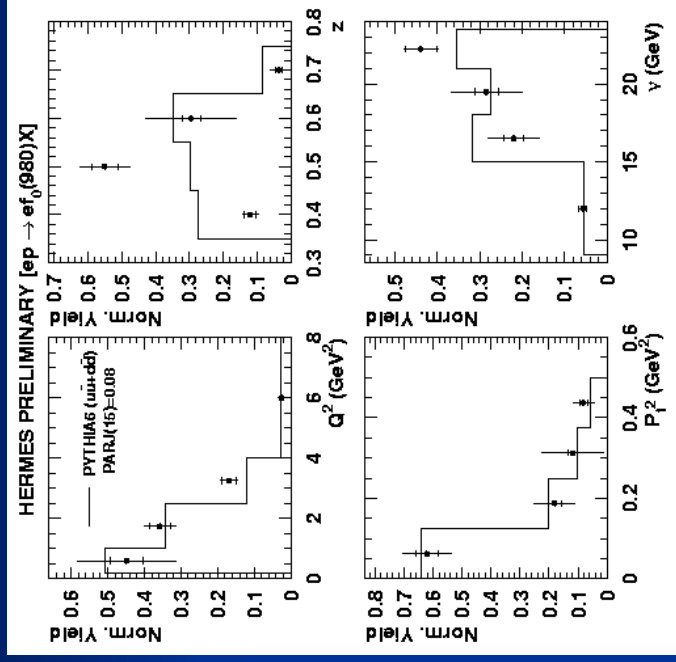 HERMES PRELIMINARY [ep → ef₀(980)X]
Norm. Yield
0.6
0.5
0.4
0.3
0.2
0.1
0
PYTHIA6 (uū+dd̄)
PARJ(15)=0.08
0 2 4 6 8
Q² (GeV²)
Norm. Yield
0.7
0.6
0.5
0.4
0.3
0.2
0.1
0
0.3 0.4 0.5 0.6 0.7 0.8
z
Norm. Yield
0.8
0.7
0.6
0.5
0.4
0.3
0.2
0.1
0
0 0.2 0.4 0.6
Pₜ² (GeV²)
Norm. Yield
0.5
0.4
0.3
0.2
0.1
0
10 15 20
ν (GeV)